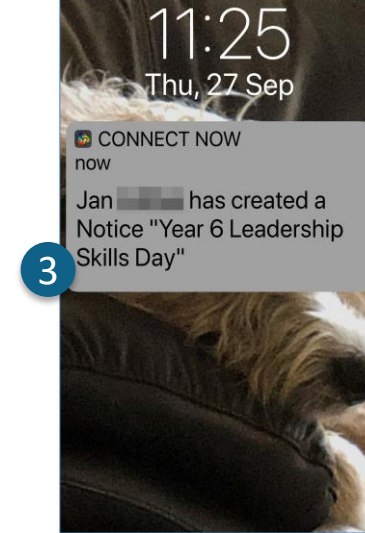 11:25
Thu, 27 Sep
CONNECT NOW
now
Jan has created a
Notice "Year 6 Leadership
Skills Day"
3